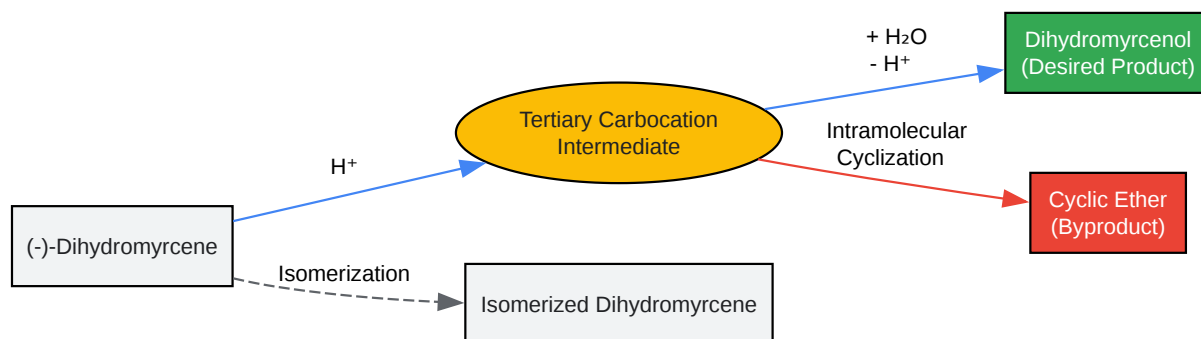 + H₂O
- H⁺
Dihydromyrcenol
(Desired Product)
Tertiary Carbocation
Intermediate
Intramolecular
Cyclization
H⁺
Cyclic Ether
(Byproduct)
(-)-Dihydromyrcene
Isomerization
Isomerized Dihydromyrcene